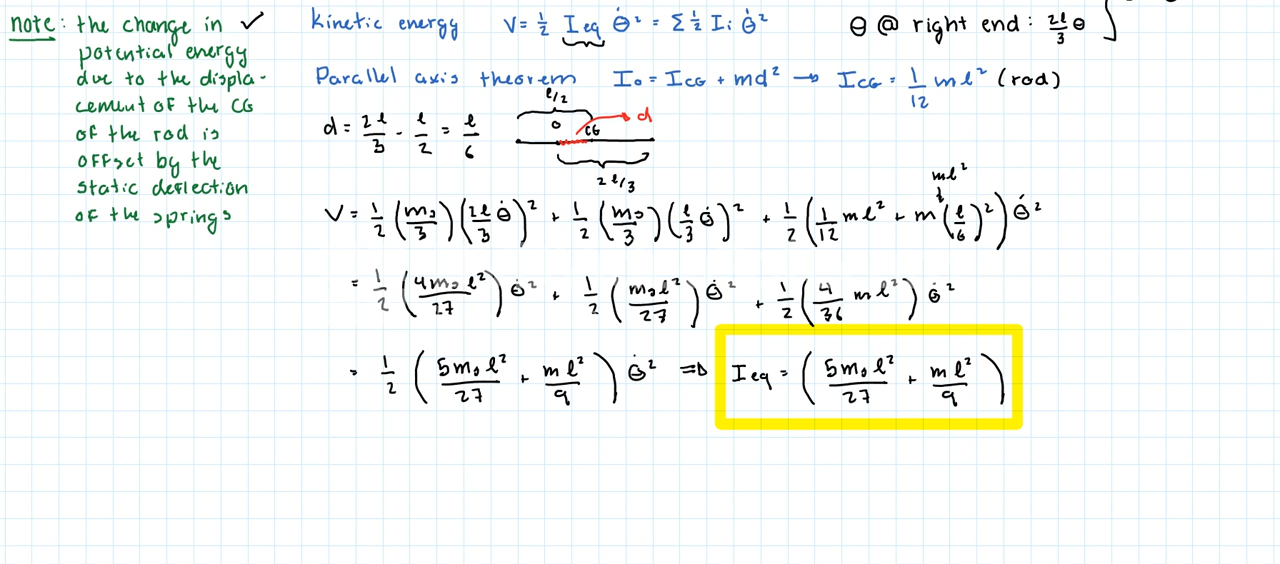 note: the change in ✓
potential energy
due to the displa-
cement of the CG
of the rod is
offset by the
static deflection
of the springs
kinetic energy V = 1/2 I eq θ̇² = Σ 1/2 Ii θ̇²
θ @ right end: 2l/3 θ ]
Parallel axis theorem Io = ICG + md² → ICG = 1/12 ml² (rod)
d = 2l/3 - l/2 = l/6
l/2
O CG d
2l/3
ml²
V = 1/2 (m₀/3)(2l/3 θ̇)² + 1/2 (m₀/3)(l/3 θ̇)² + 1/2 (1/12 ml² + m(l/6)²) θ̇²
= 1/2 (4m₀l²/27) θ̇² + 1/2 (m₀l²/27) θ̇² + 1/2 (4/36 ml²) θ̇²
= 1/2 (5m₀l²/27 + ml²/9) θ̇² ⇒ I eq = (5m₀l²/27 + ml²/9)